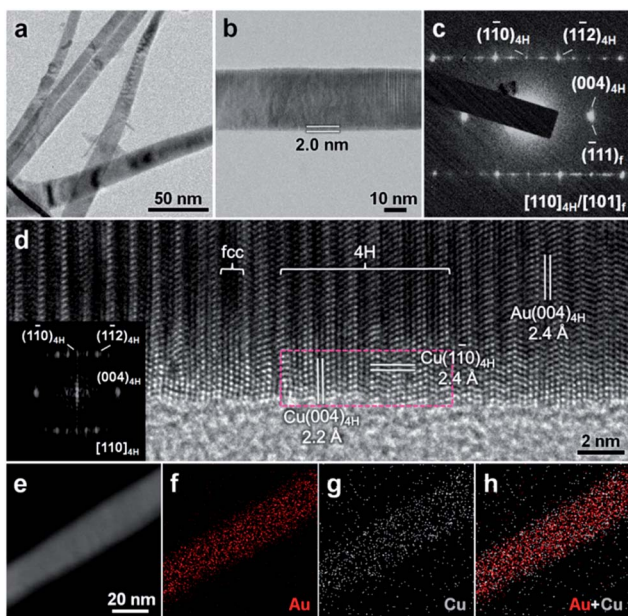 a
50 nm
b
2.0 nm
10 nm
c
(11̅0)₄H
(11̅2)₄H
(004)₄H
(1̅11)f
[110]₄H/[101]f
d
fcc
4H
Au(004)₄H
2.4 Å
Cu(11̅0)₄H
2.4 Å
Cu(004)₄H
2.2 Å
2 nm
(11̅0)₄H
(11̅2)₄H
(004)₄H
[110]₄H
e
20 nm
f
Au
g
Cu
h
Au+Cu